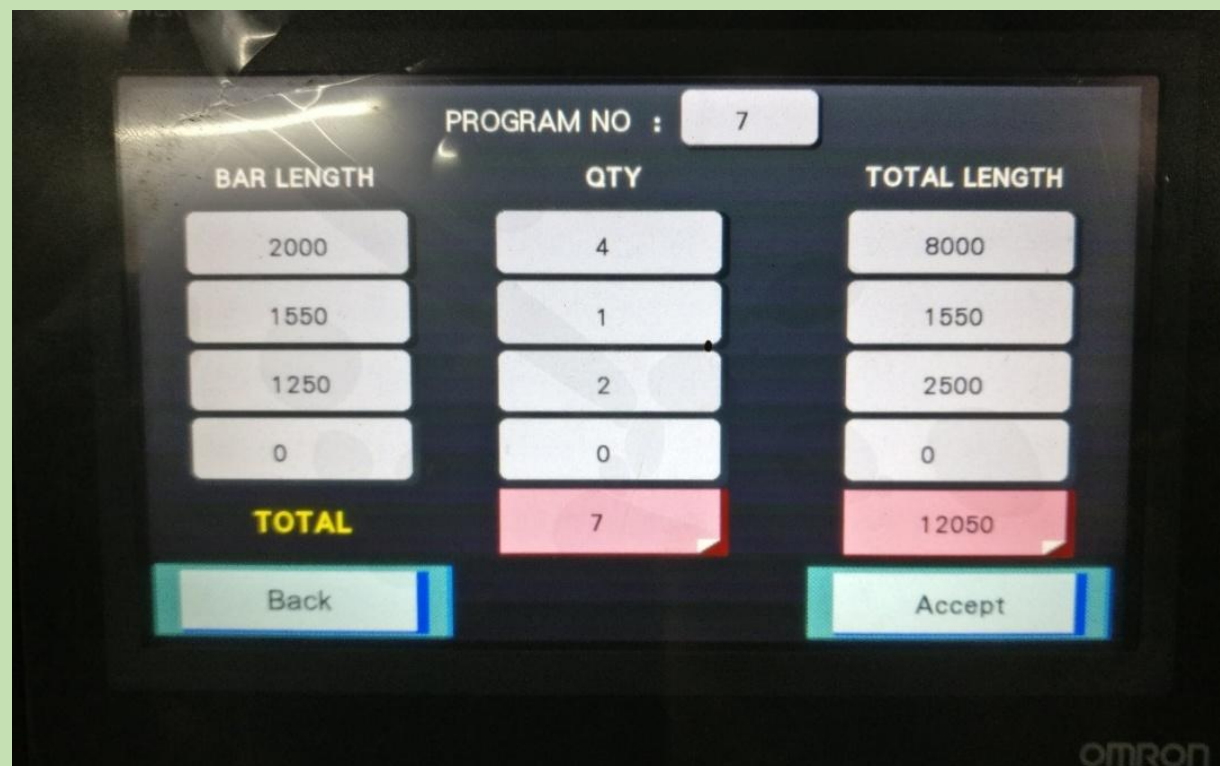 PROGRAM NO : 7
BAR LENGTH QTY TOTAL LENGTH
2000 4 8000
1550 1 1550
1250 2 2500
0 0 0
TOTAL 7 12050
Back Accept
OMRON